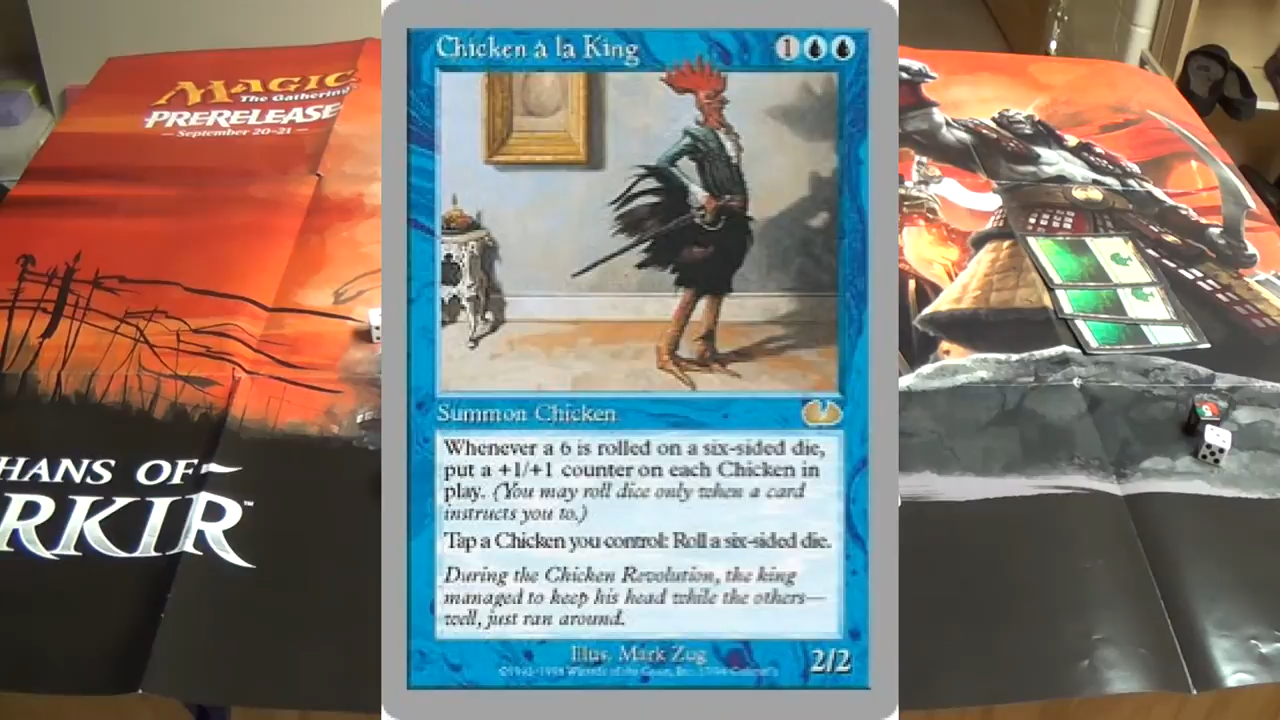 MAGIC
The Gathering
PRERELEASE
— September 20-21 —
HANS OF
RKIR™
Chicken à la King
1
Summon Chicken
Whenever a 6 is rolled on a six-sided die,
put a +1/+1 counter on each Chicken in
play. (You may roll dice only when a card
instructs you to.)
Tap a Chicken you control: Roll a six-sided die.
During the Chicken Revolution, the king
managed to keep his head while the others—
well, just ran around.
Illus. Mark Zug
2/2